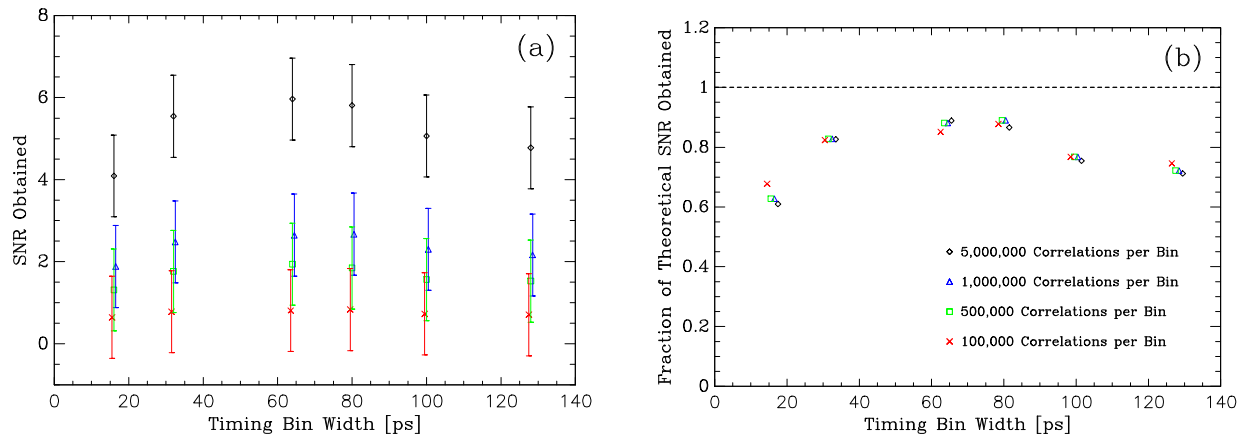 (a)
SNR Obtained
8
6
4
2
0
0 20 40 60 80 100 120 140
Timing Bin Width [ps]
(b)
Fraction of Theoretical SNR Obtained
1.2
1
0.8
0.6
0.4
0.2
0
5,000,000 Correlations per Bin
1,000,000 Correlations per Bin
500,000 Correlations per Bin
100,000 Correlations per Bin
0 20 40 60 80 100 120 140
Timing Bin Width [ps]